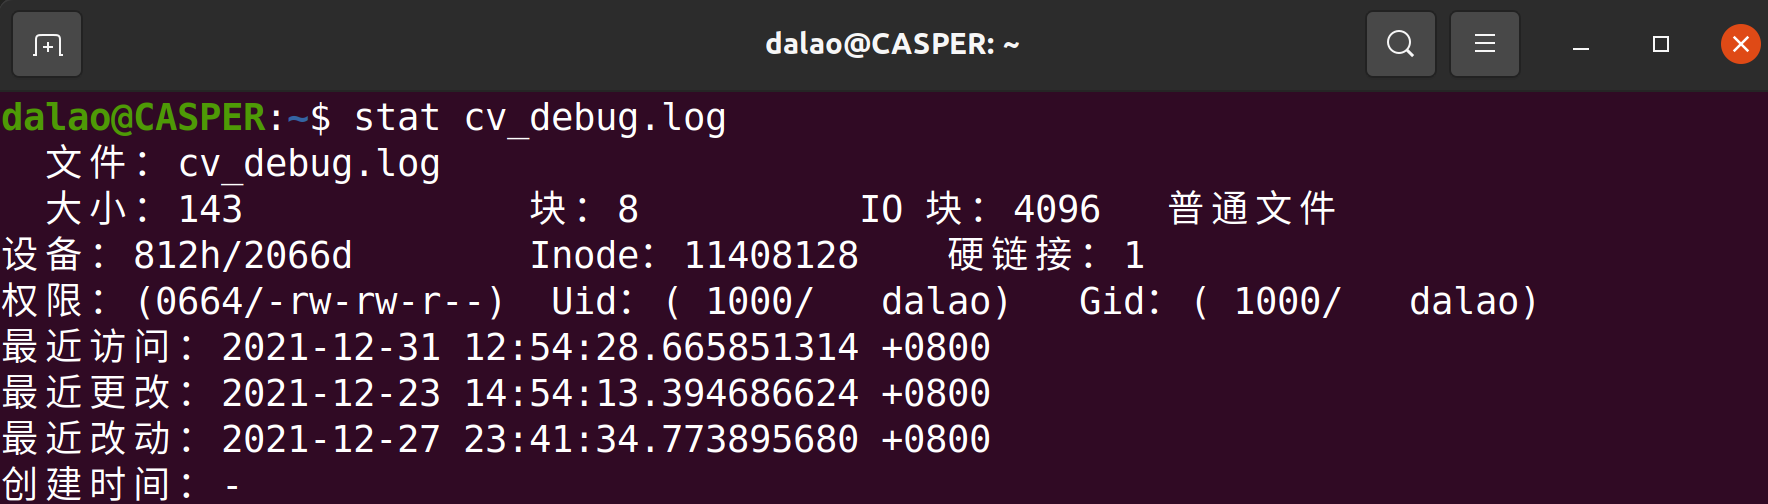 dalao@CASPER: ~
dalao@CASPER:~$ stat cv_debug.log
文件：cv_debug.log
大小：143 块：8 IO 块：4096 普通文件
设备：812h/2066d Inode：11408128 硬链接：1
权限：(0664/-rw-rw-r--) Uid：( 1000/ dalao) Gid：( 1000/ dalao)
最近访问：2021-12-31 12:54:28.665851314 +0800
最近更改：2021-12-23 14:54:13.394686624 +0800
最近改动：2021-12-27 23:41:34.773895680 +0800
创建时间：-